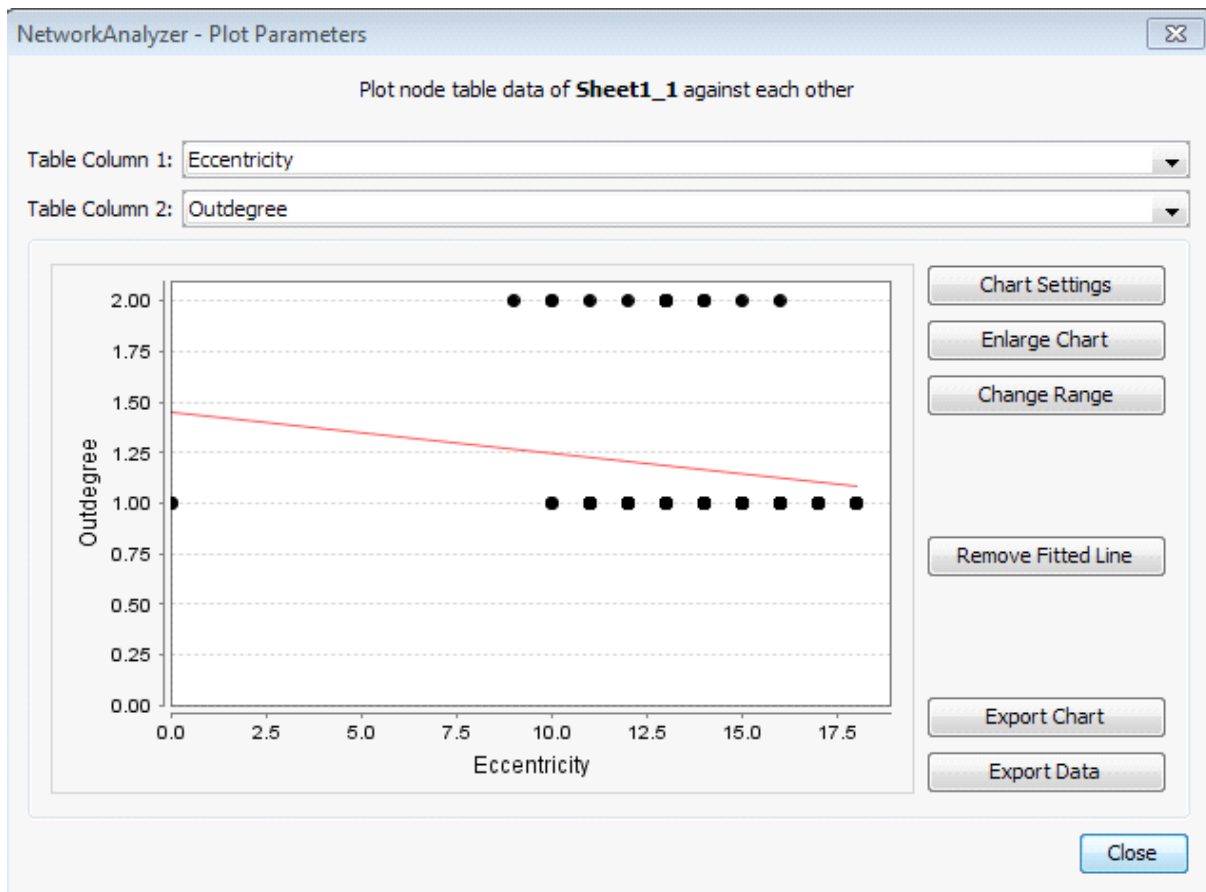 NetworkAnalyzer - Plot Parameters
Plot node table data of Sheet1_1 against each other
Table Column 1: Eccentricity
Table Column 2: Outdegree
Chart Settings
Enlarge Chart
Change Range
Remove Fitted Line
Export Chart
Export Data
Outdegree
2.00
1.75
1.50
1.25
1.00
0.75
0.50
0.25
0.00
0.0 2.5 5.0 7.5 10.0 12.5 15.0 17.5
Eccentricity
Close